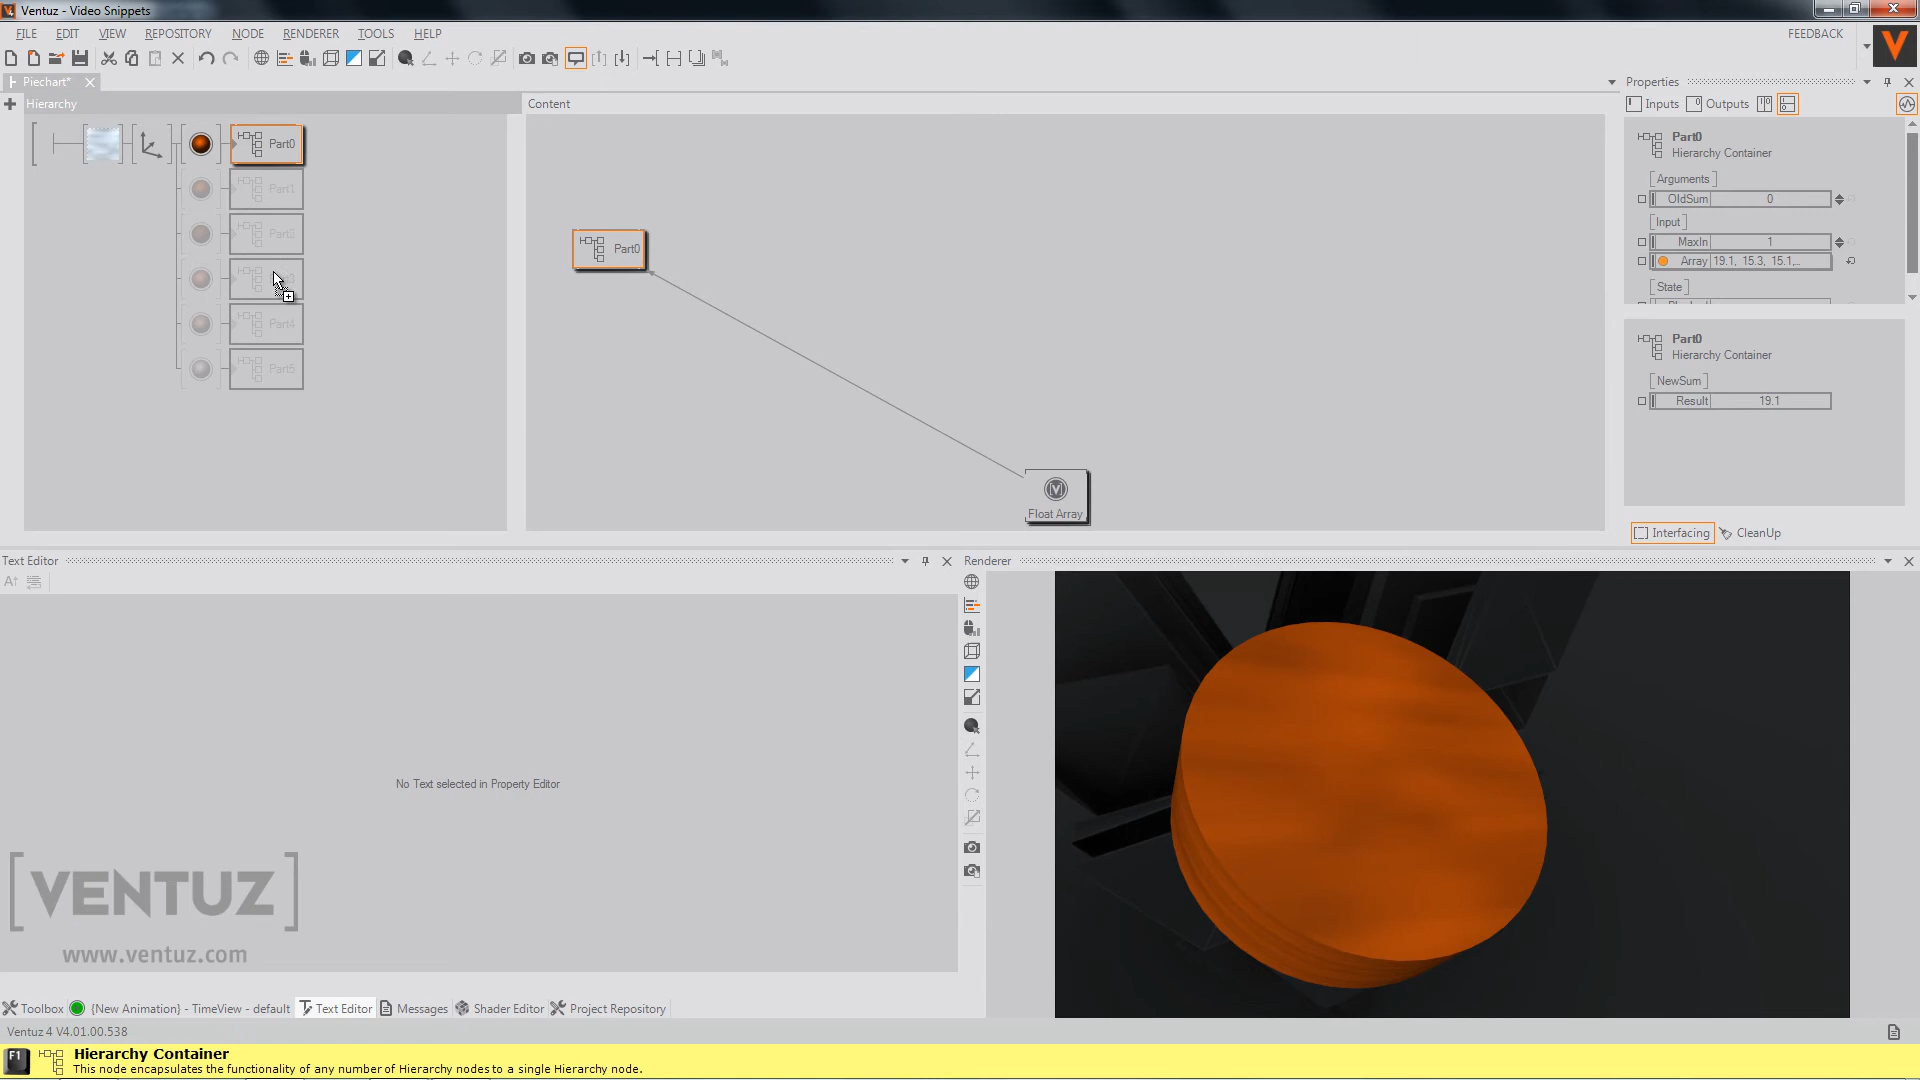 Ventuz - Video Snippets
FILE EDIT VIEW REPOSITORY NODE RENDERER TOOLS HELP
FEEDBACK
Piechart*
Hierarchy
Content
Properties
Inputs Outputs
Part0
Part1
Part4
Part5
Part0
Float Array
Part0
Hierarchy Container
[Arguments]
OldSum 0
[Input]
MaxIn 1
Array 19.1, 15.3, 15.1,...
[State]
Part0
Hierarchy Container
[NewSum]
Result 19.1
Interfacing CleanUp
Text Editor
Renderer
No Text selected in Property Editor
[VENTUZ]
www.ventuz.com
Toolbox {New Animation} - TimeView - default Text Editor Messages Shader Editor Project Repository
Ventuz 4 V4.01.00.538
F1 Hierarchy Container
This node encapsulates the functionality of any number of Hierarchy nodes to a single Hierarchy node.